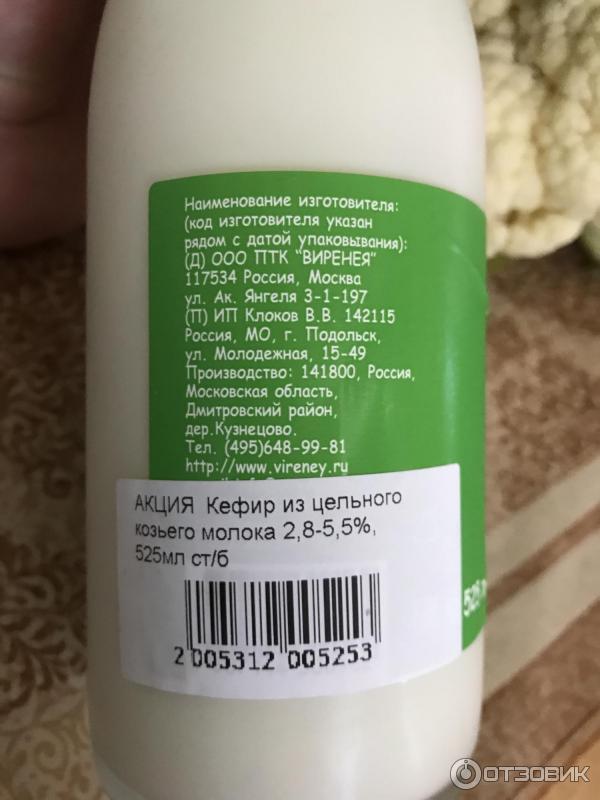 Наименование изготовителя:
(код изготовителя указан
рядом с датой упаковывания):
(Д) ООО ПТК "ВИРЕНЕЯ"
117534 Россия, Москва
ул. Ак. Янгеля 3-1-197
(П) ИП Клоков В.В. 142115
Россия, МО, г. Подольск,
ул. Молодежная, 15-49
Производство: 141800, Россия,
Московская область,
Дмитровский район,
дер.Кузнецово.
Тел. (495)648-99-81
http://www.vireney.ru
АКЦИЯ Кефир из цельного
козьего молока 2,8-5,5%,
525мл ст/б
2 005312 005253
525
ОТЗОВИК